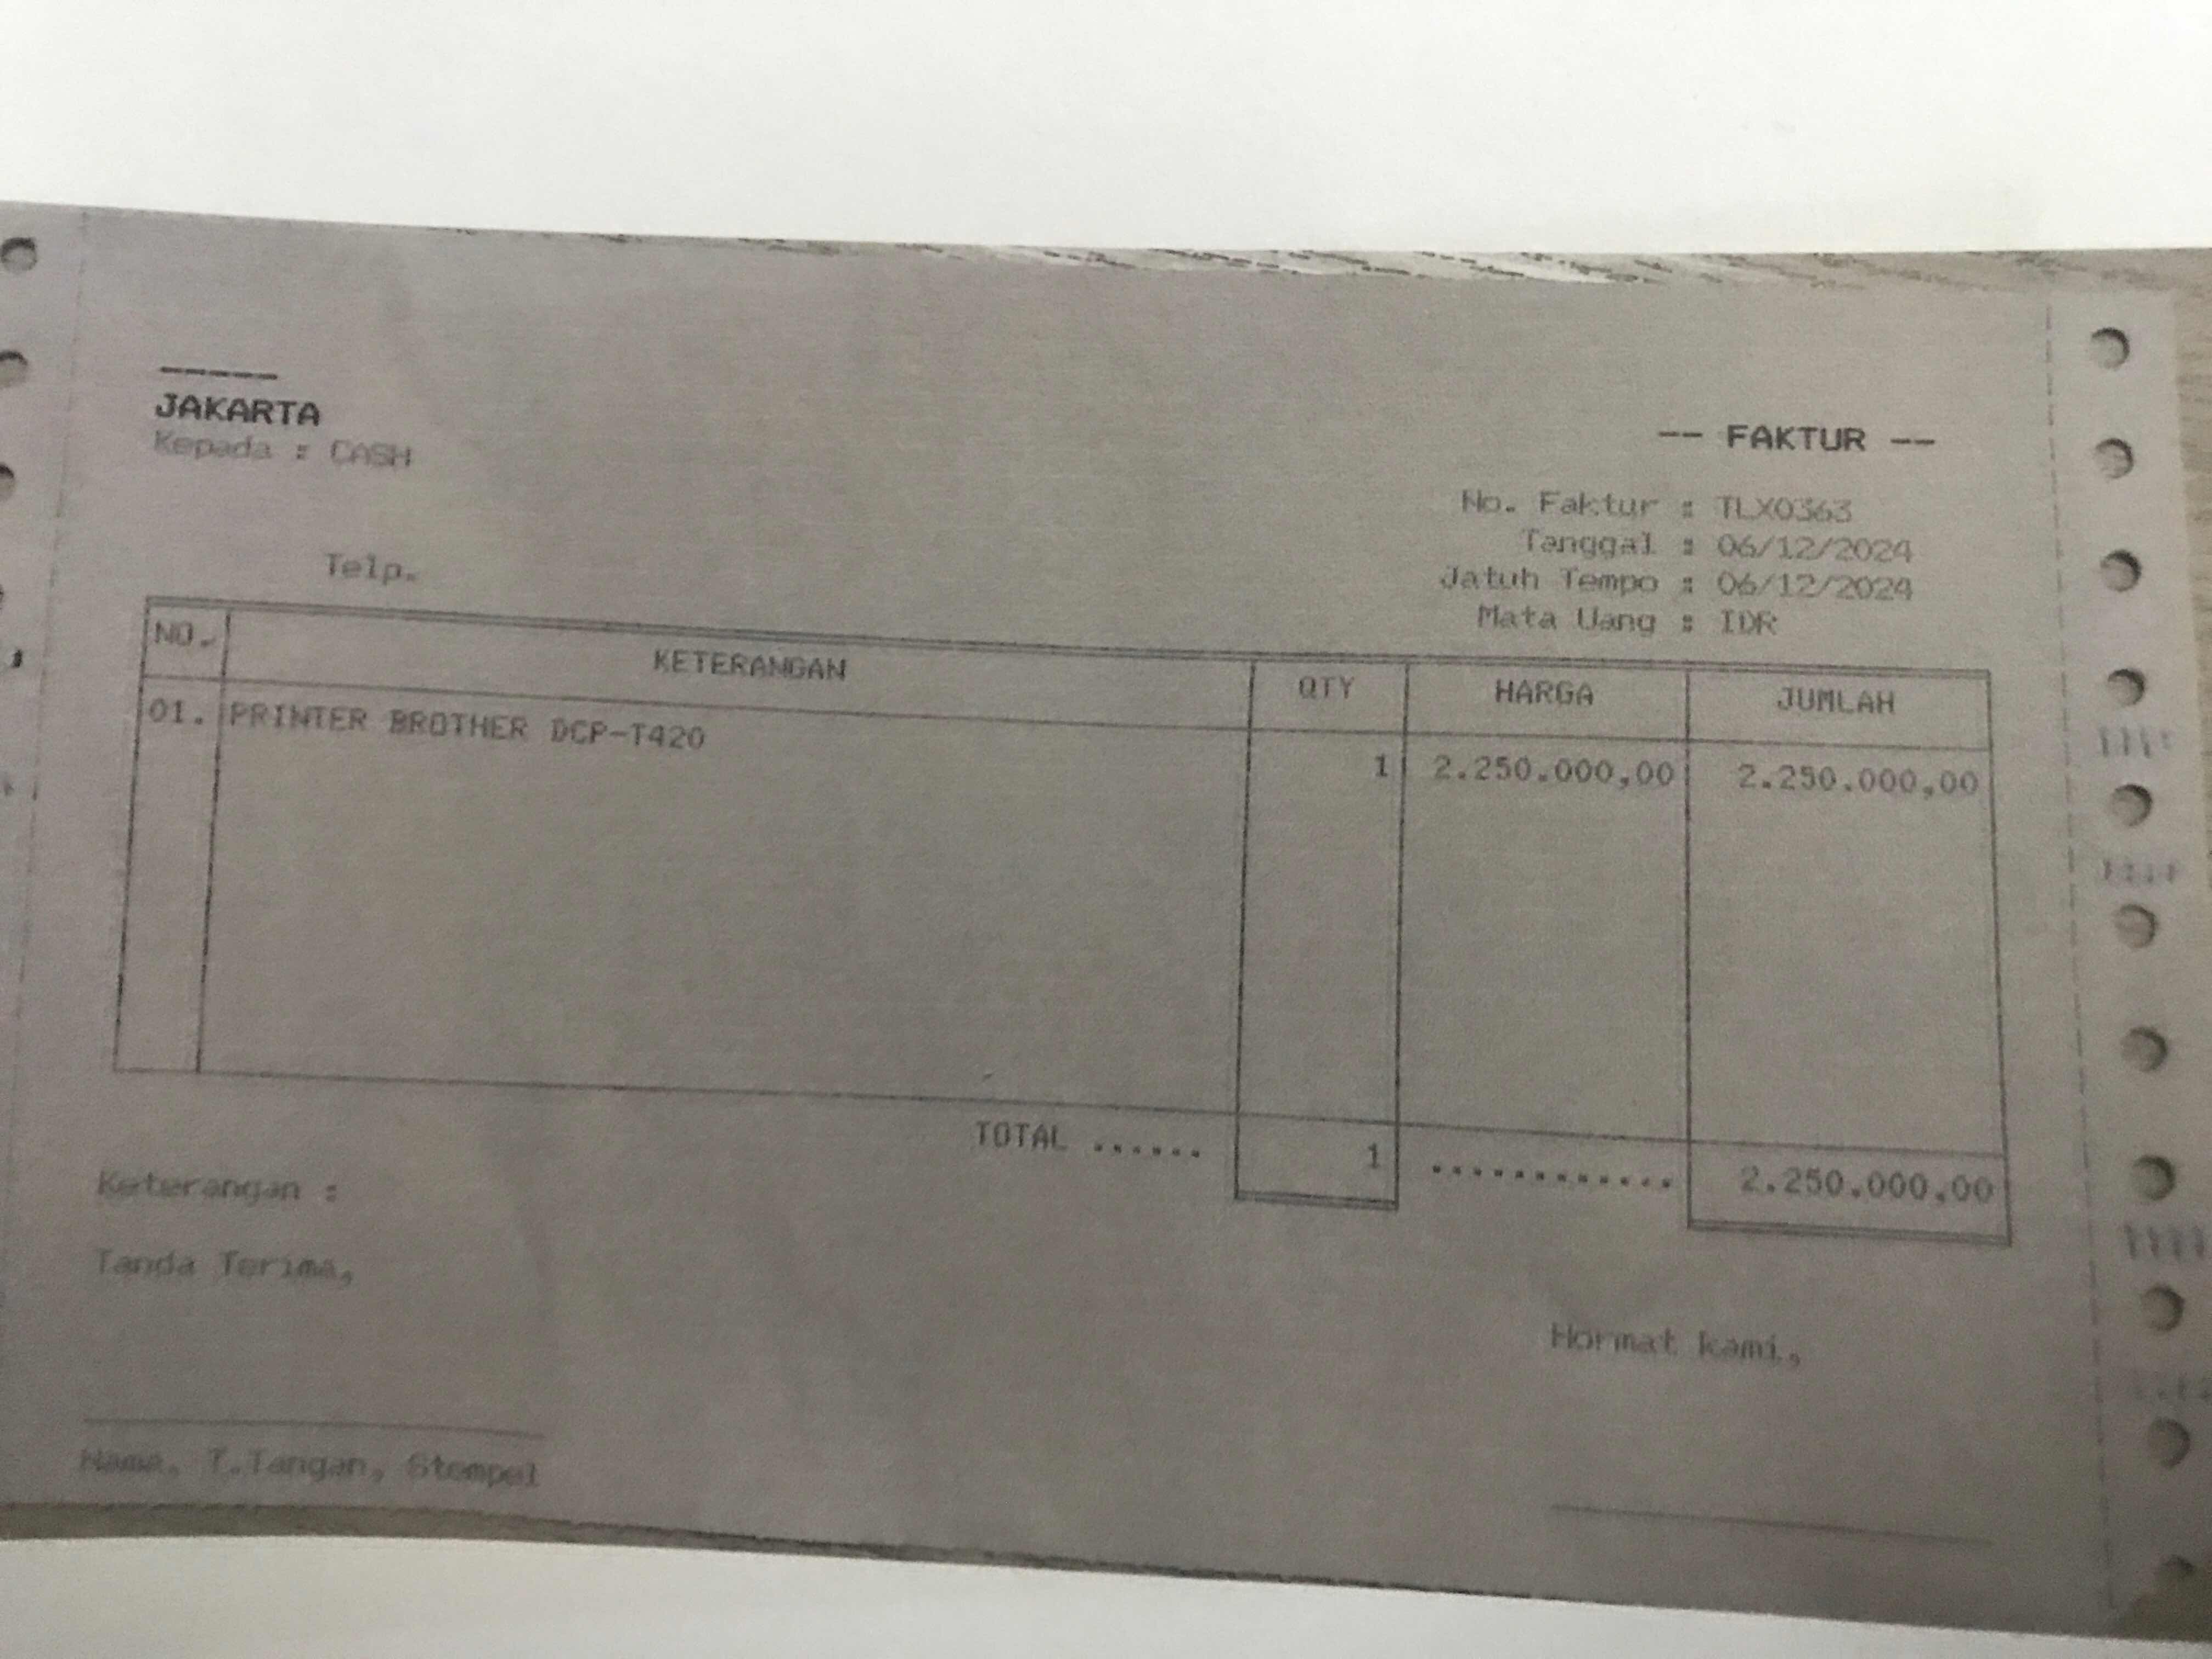 -----
JAKARTA
Kepada : CASH
-- FAKTUR --
No. Faktur : TLX0363
Tanggal : 06/12/2024
Jatuh Tempo : 06/12/2024
Mata Uang : IDR
Telp.
NO. KETERANGAN QTY HARGA JUMLAH
01. PRINTER BROTHER DCP-T420 1 2.250.000,00 2.250.000,00
TOTAL ...... 1 ............ 2.250.000,00
Keterangan :
Tanda Terima,
Hormat kami,
Nama, T.Tangan, Stempel